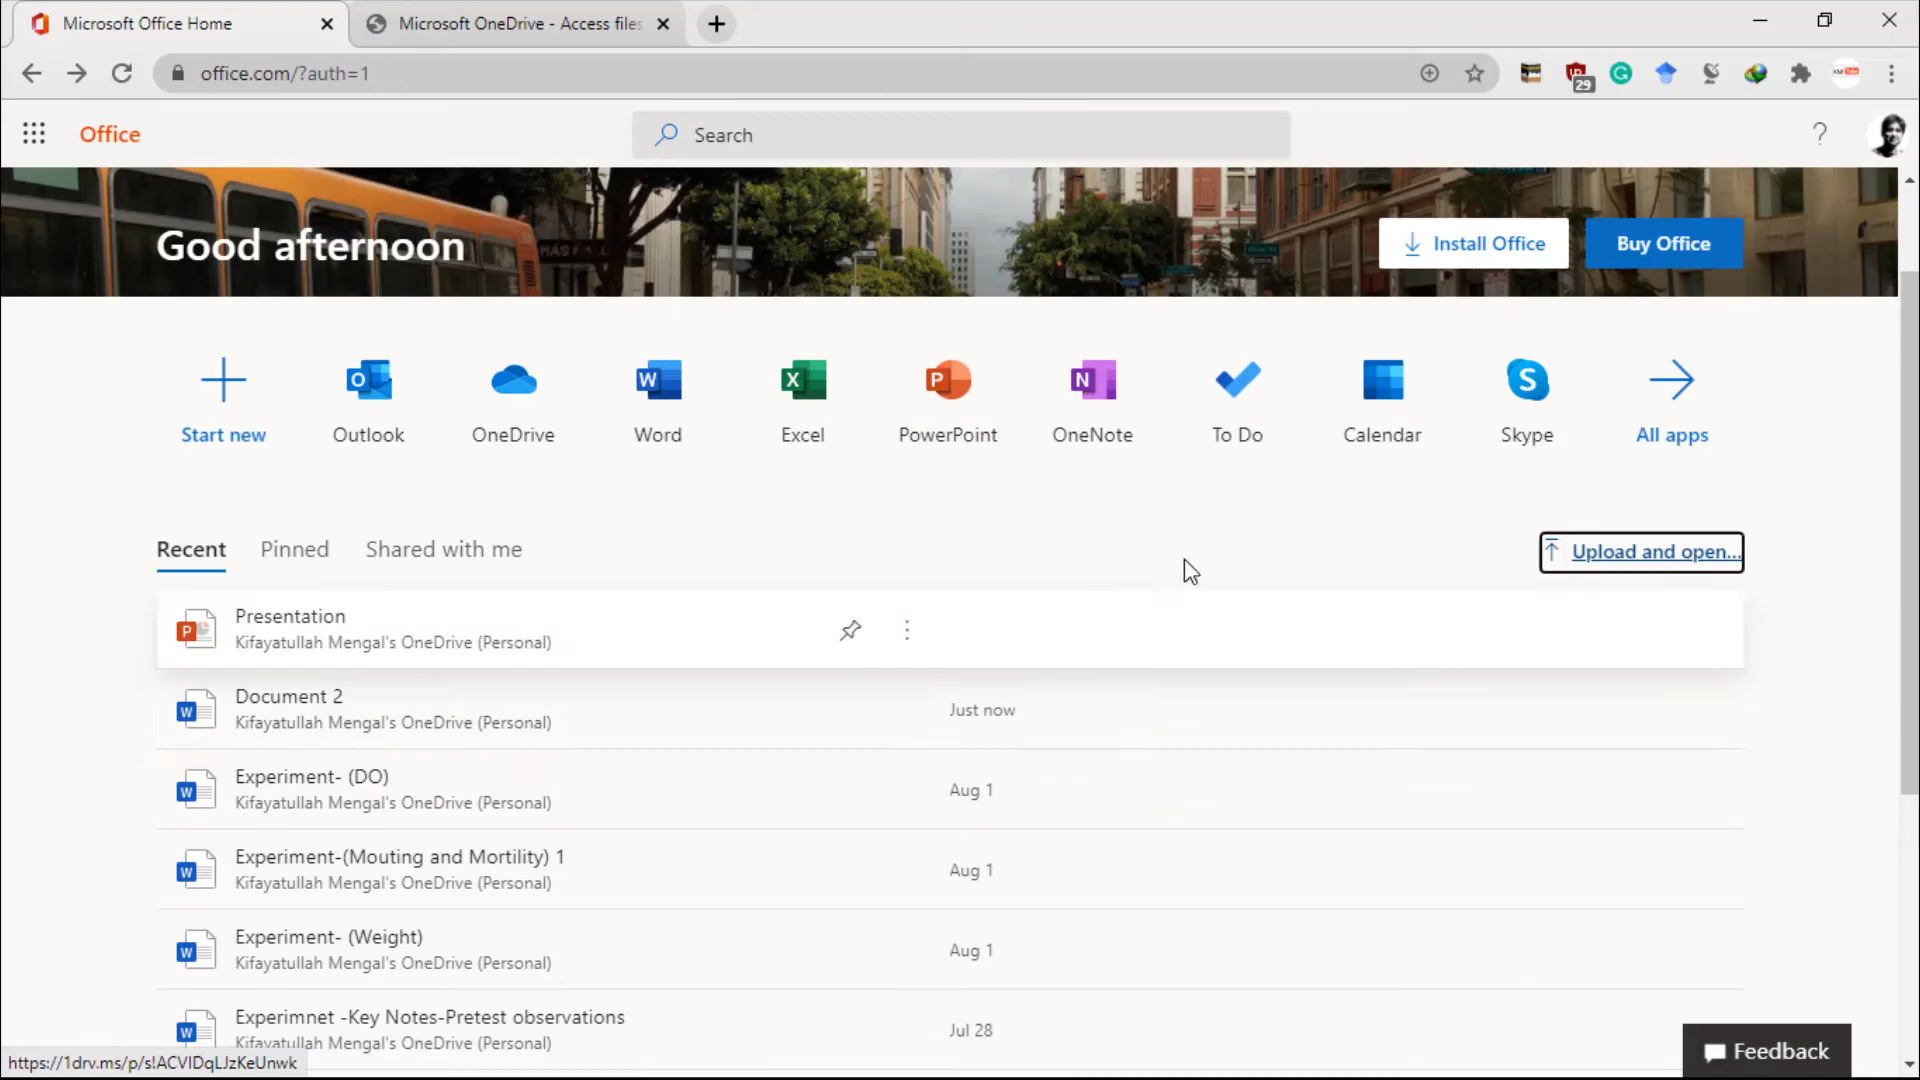 Microsoft Office Home
Microsoft OneDrive - Access files
office.com/?auth=1
29
Office
Search
?
Good afternoon
Install Office
Buy Office
Start new
Outlook
OneDrive
Word
Excel
PowerPoint
OneNote
To Do
Calendar
Skype
All apps
Recent
Pinned
Shared with me
Upload and open...
Presentation
Kifayatullah Mengal's OneDrive (Personal)
Document 2
Kifayatullah Mengal's OneDrive (Personal)
Just now
Experiment- (DO)
Kifayatullah Mengal's OneDrive (Personal)
Aug 1
Experiment-(Mouting and Mortility) 1
Kifayatullah Mengal's OneDrive (Personal)
Aug 1
Experiment- (Weight)
Kifayatullah Mengal's OneDrive (Personal)
Aug 1
Experimnet -Key Notes-Pretest observations
Kifayatullah Mengal's OneDrive (Personal)
Jul 28
Feedback